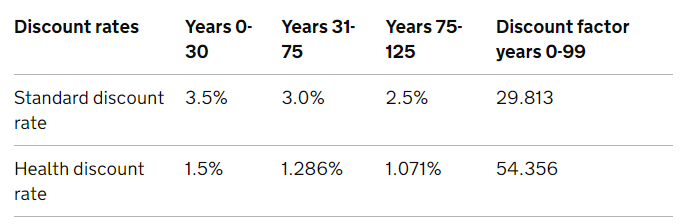 Discount rates Years 0- Years 31- Years 75- Discount factor
30 75 125 years 0-99
Standard discount 3.5% 3.0% 2.5% 29.813
rate
Health discount 1.5% 1.286% 1.071% 54.356
rate